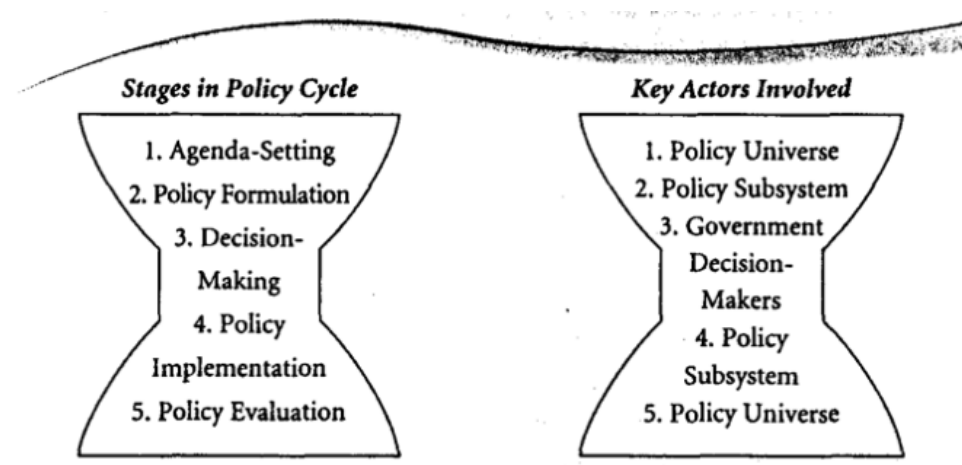 Stages in Policy Cycle
1. Agenda-Setting
2. Policy Formulation
3. Decision-
Making
4. Policy
Implementation
5. Policy Evaluation
Key Actors Involved
1. Policy Universe
2. Policy Subsystem
3. Government
Decision-
Makers
4. Policy
Subsystem
5. Policy Universe